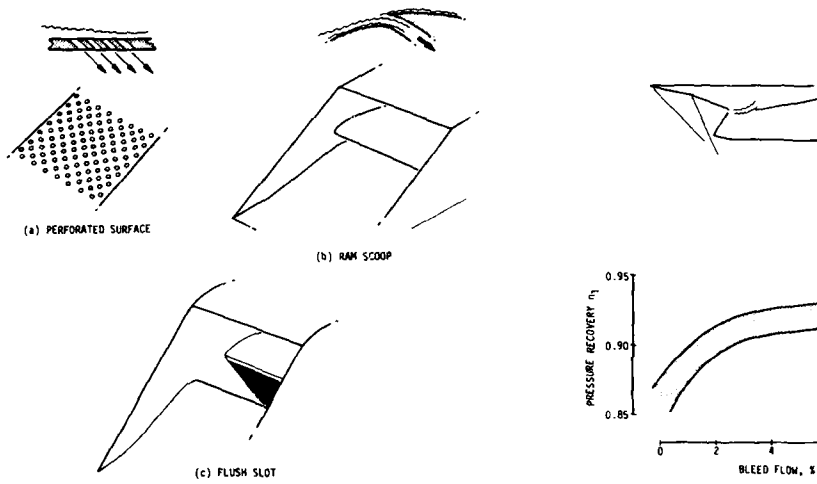 (a) PERFORATED SURFACE
(b) RAM SCOOP
(c) FLUSH SLOT
PRESSURE RECOVERY η₁
0.95
0.90
0.85
0 2 4
BLEED FLOW, %